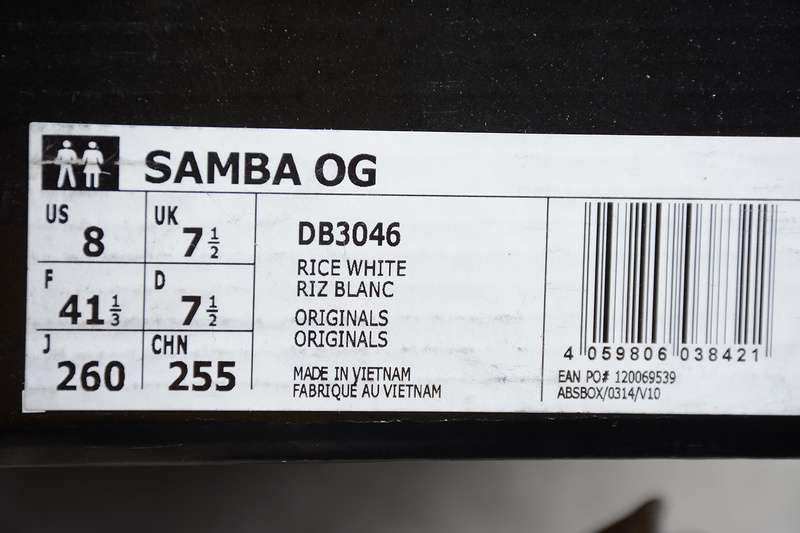 SAMBA OG
US 8
UK 7 1/2
F 41 1/3
D 7 1/2
J 260
CHN 255
DB3046
RICE WHITE
RIZ BLANC
ORIGINALS
ORIGINALS
MADE IN VIETNAM
FABRIQUÉ AU VIETNAM
4 059806 038421
EAN PO# 120069539
ABSBOX/0314/V10